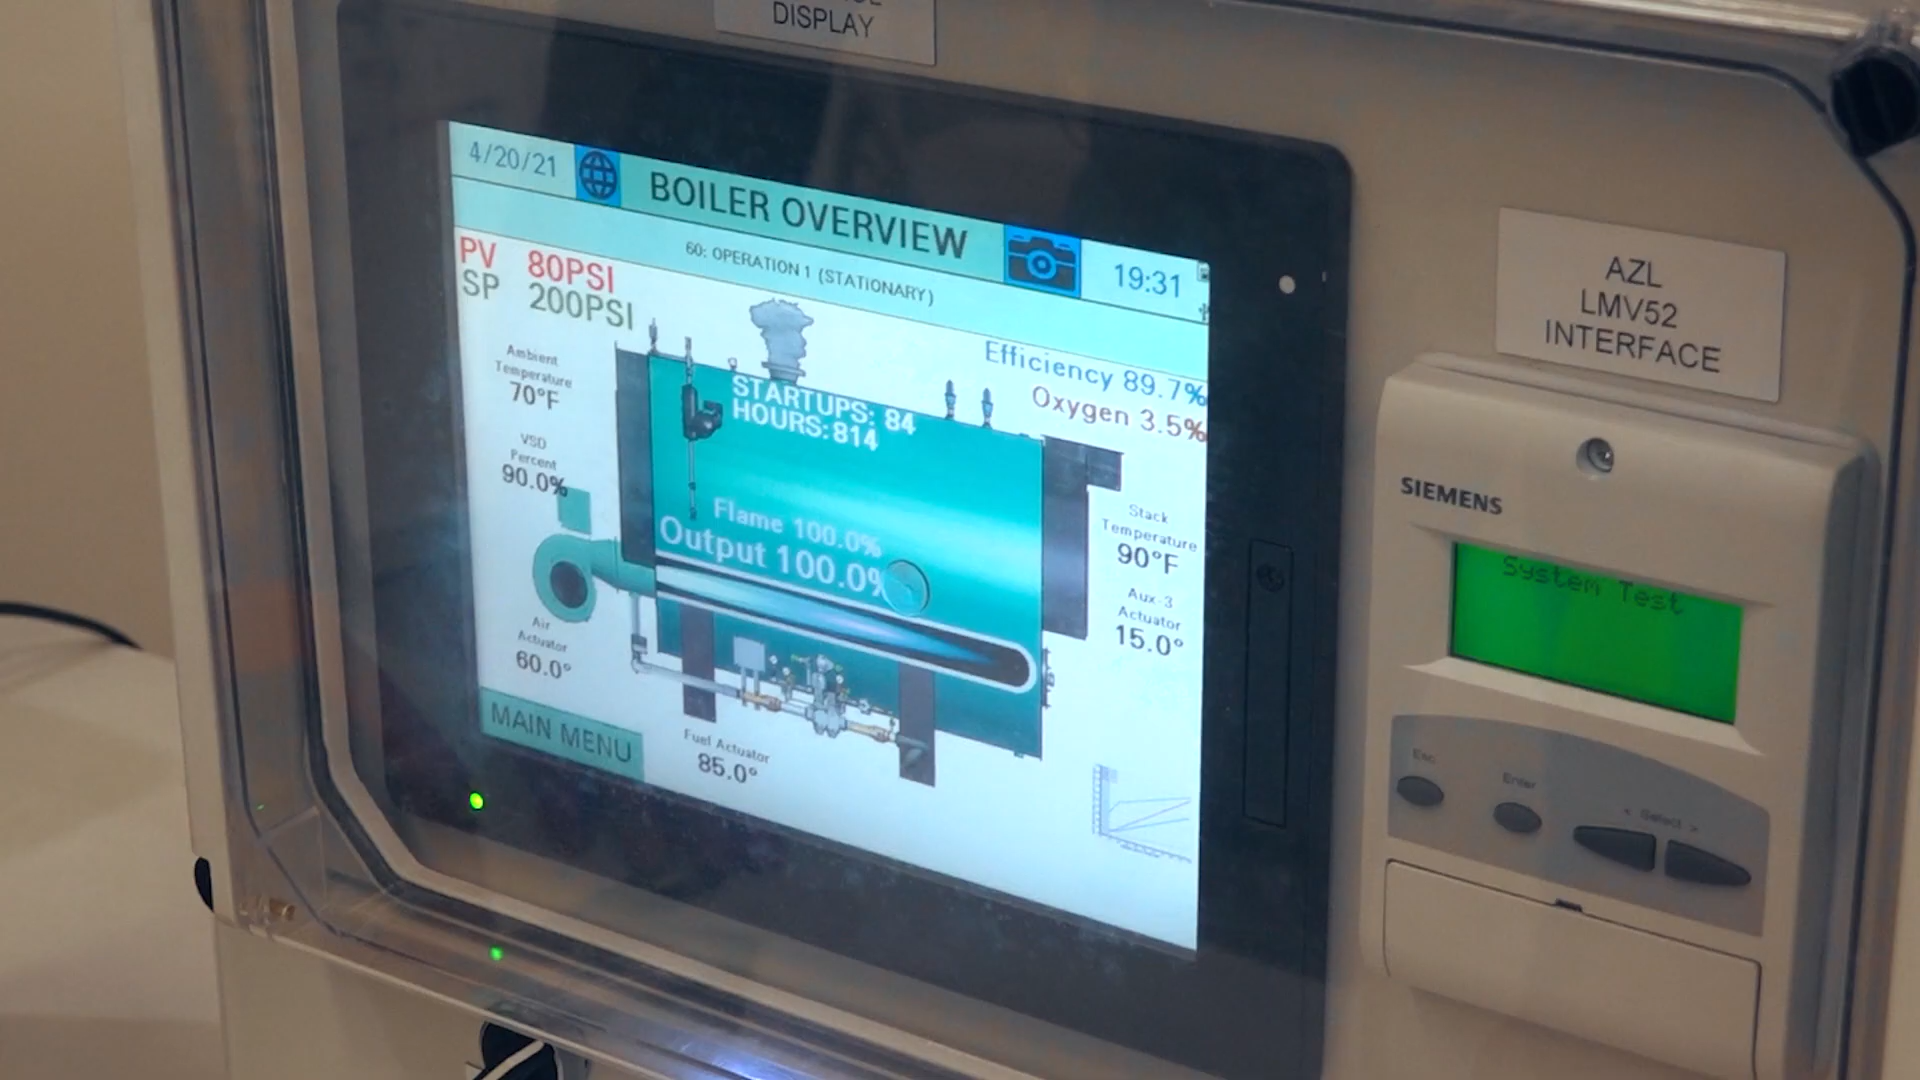 DISPLAY
4/20/21
BOILER OVERVIEW
19:31
60: OPERATION 1 (STATIONARY)
PV 80PSI
SP 200PSI
Efficiency 89.7%
Oxygen 3.5%
Ambient
Temperature
70°F
STARTUPS: 84
HOURS:814
VSD
Percent
90.0%
Flame 100.0%
Output 100.0%
Stack
Temperature
90°F
Aux-3
Actuator
15.0°
Air
Actuator
60.0°
MAIN MENU
Fuel Actuator
85.0°
AZL
LMV52
INTERFACE
SIEMENS
System Test
Esc
Enter
< Select >